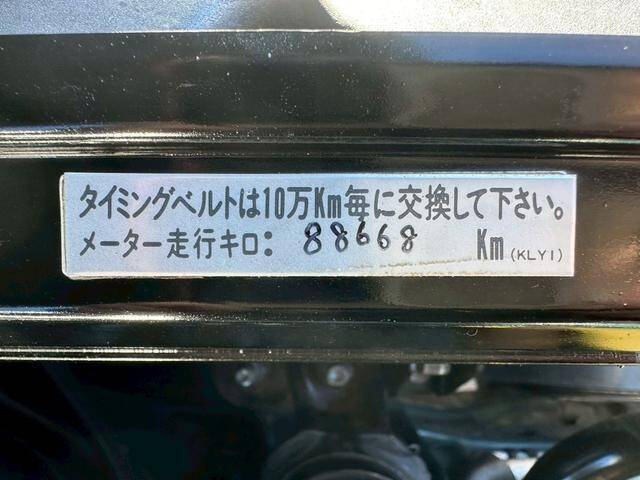 タイミングベルトは10万Km毎に交換して下さい。
メーター走行キロ: 88668 Km (KLY1)